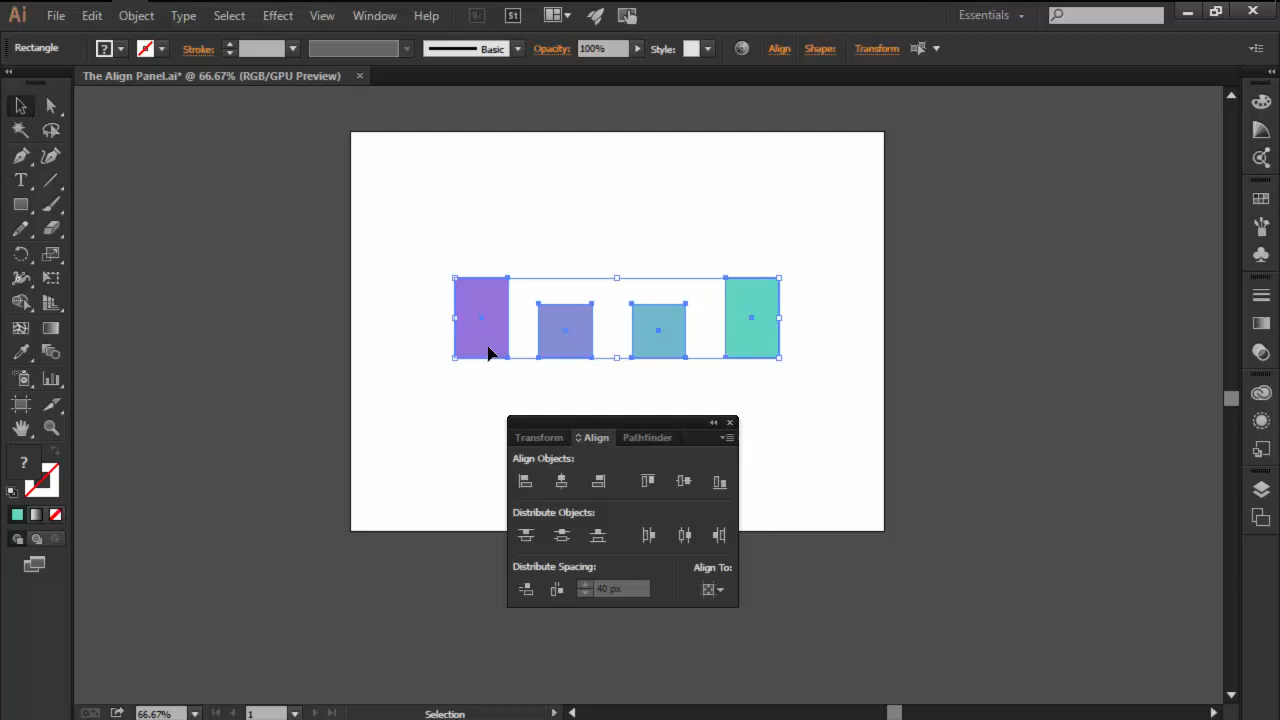 Ai File Edit Object Type Select Effect View Window Help Br St Essentials
Rectangle ? Stroke: Basic Opacity: 100% Style: Align Shape: Transform
The Align Panel.ai* @ 66.67% (RGB/GPU Preview) ×
T
Transform Align Pathfinder
Align Objects:
?
Distribute Objects:
Distribute Spacing: Align To:
40 px
66.67% 1 Selection